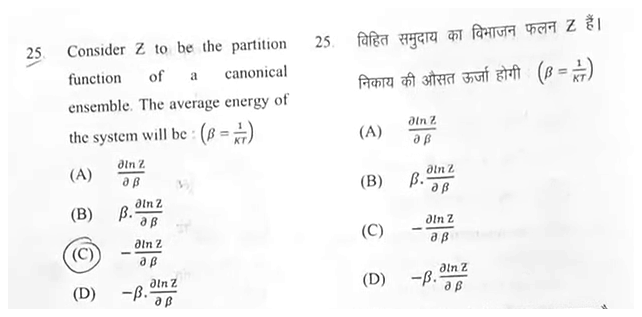 25. Consider Z to be the partition
function of a canonical
ensemble. The average energy of
the system will be : (β = 1/KT)
(A) ∂ln Z/∂β
(B) β.∂ln Z/∂β
(C) -∂ln Z/∂β
(D) -β.∂ln Z/∂β
25. विहित समुदाय का विभाजन फलन Z हैं।
निकाय की औसत ऊर्जा होगी (β = 1/KT)
(A) ∂ln Z/∂β
(B) β.∂ln Z/∂β
(C) -∂ln Z/∂β
(D) -β.∂ln Z/∂β